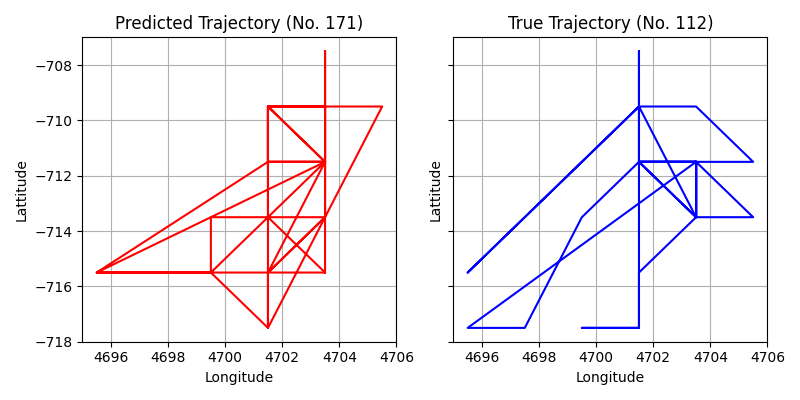 Predicted Trajectory (No. 171)
True Trajectory (No. 112)
Lattitude
−708
−710
−712
−714
−716
−718
4696 4698 4700 4702 4704 4706
Longitude
Lattitude
4696 4698 4700 4702 4704 4706
Longitude